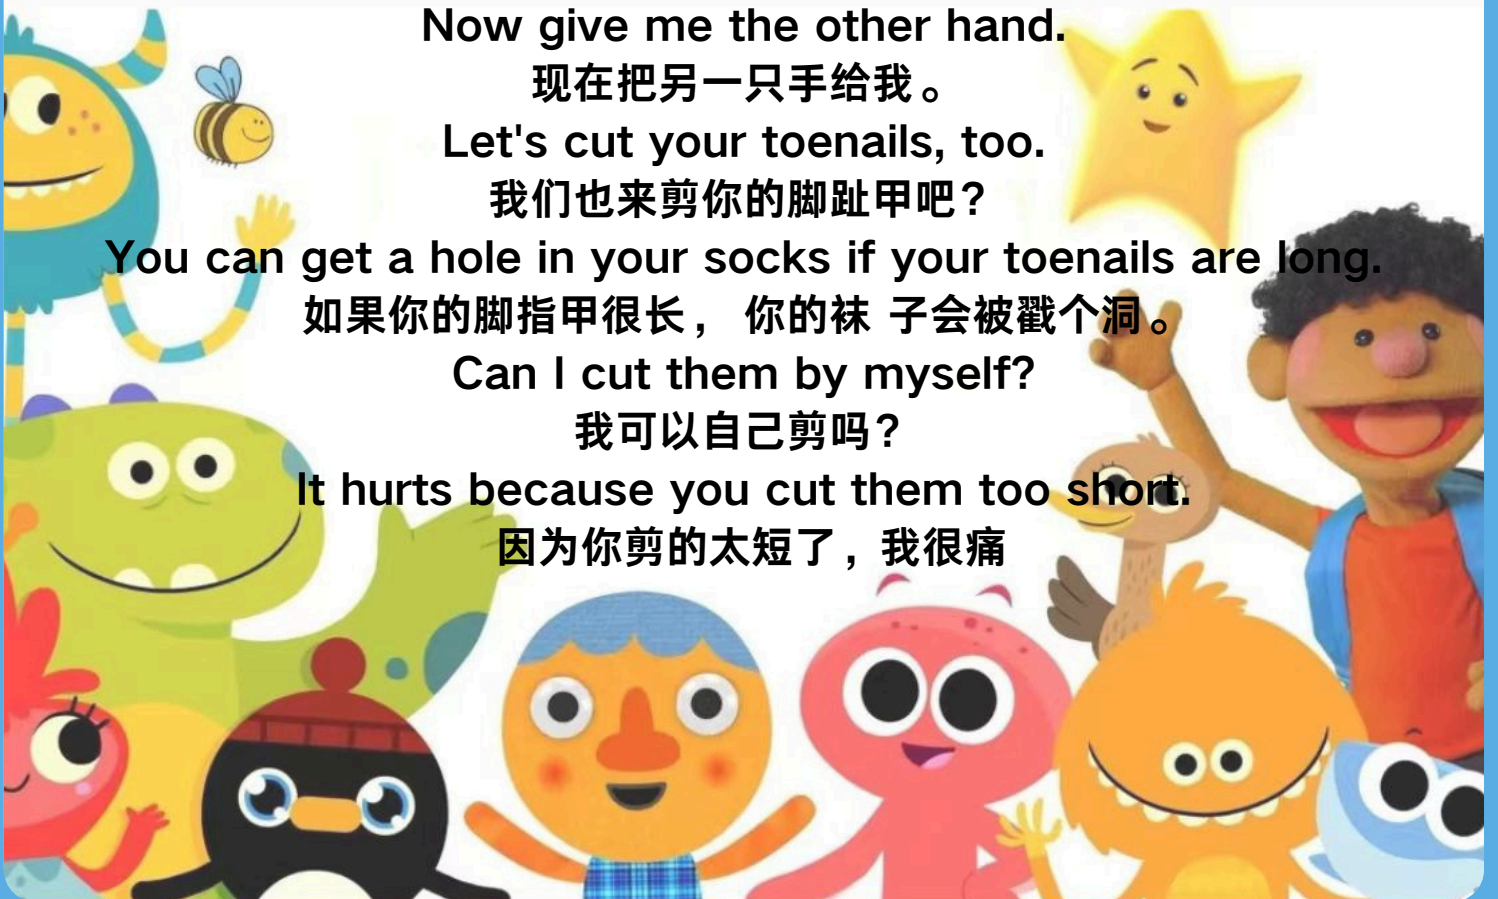 Now give me the other hand.
现在把另一只手给我。
Let's cut your toenails, too.
我们也来剪你的脚趾甲吧？
You can get a hole in your socks if your toenails are long.
如果你的脚指甲很长， 你的袜 子会被戳个洞。
Can I cut them by myself?
我可以自己剪吗？
It hurts because you cut them too short.
因为你剪的太短了，我很痛